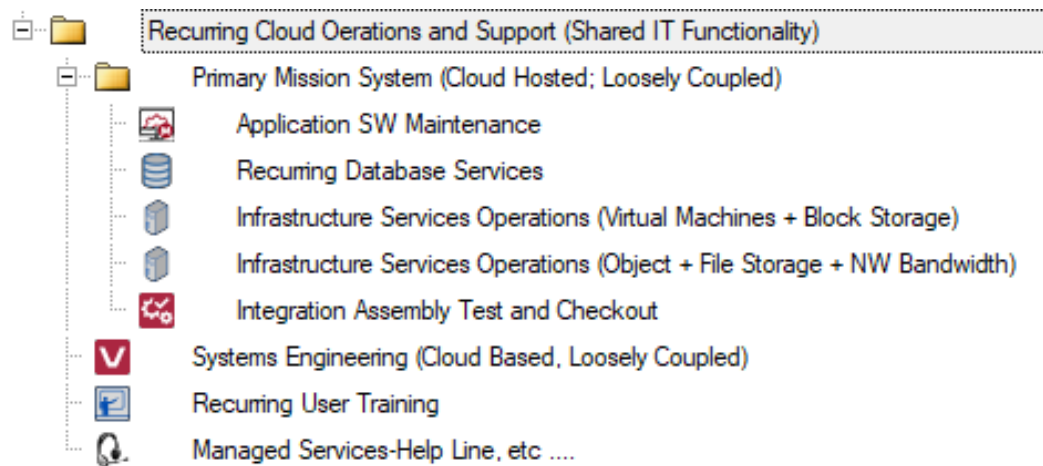 Recurring Cloud Oerations and Support (Shared IT Functionality)
Primary Mission System (Cloud Hosted; Loosely Coupled)
Application SW Maintenance
Recurring Database Services
Infrastructure Services Operations (Virtual Machines + Block Storage)
Infrastructure Services Operations (Object + File Storage + NW Bandwidth)
Integration Assembly Test and Checkout
Systems Engineering (Cloud Based, Loosely Coupled)
Recurring User Training
Managed Services-Help Line, etc ....